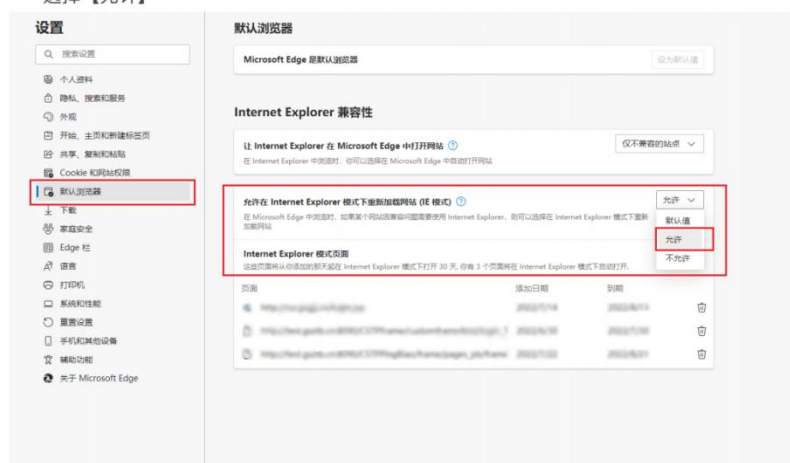 选择【允许】
设置
搜索设置
个人资料
隐私、搜索和服务
外观
开始、主页和新建标签页
共享、复制和粘贴
Cookie 和网站权限
默认浏览器
下载
家庭安全
Edge 栏
语言
打印机
系统和性能
重置设置
手机和其他设备
辅助功能
关于 Microsoft Edge
默认浏览器
Microsoft Edge 是默认浏览器
设为默认值
Internet Explorer 兼容性
让 Internet Explorer 在 Microsoft Edge 中打开网站
仅不兼容的站点
在 Internet Explorer 中浏览时，你可以选择在 Microsoft Edge 中自动打开网站
允许在 Internet Explorer 模式下重新加载网站 (IE 模式)
允许
在 Microsoft Edge 中浏览时，如果某个网站因兼容问题需要使用 Internet Explorer，则可以选择在 Internet Explorer 模式下重新
加载网站
默认值
允许
不允许
Internet Explorer 模式页面
这些页面将从你添加的那天起在 Internet Explorer 模式下打开 30 天. 你有 3 个页面将在 Internet Explorer 模式下自动打开.
页面
添加日期
到期